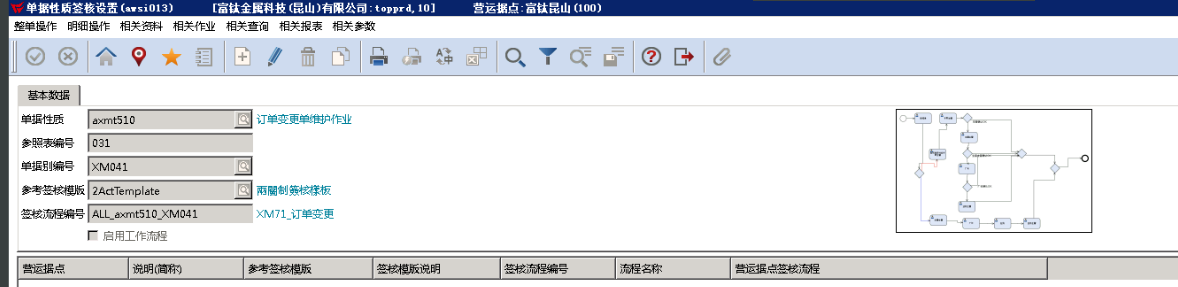 单据性质签核设置(awsi013) [富钛金属科技(昆山)有限公司:topprd,10] 营运据点:富钛昆山(100)
整单操作 明细操作 相关资料 相关作业 相关查询 相关报表 相关参数
基本数据
单据性质 axmt510 订单变更单维护作业
参照表编号 031
单据别编号 XM041
参考签核模版 2ActTemplate 兩關制簽核樣板
签核流程编号 ALL_axmt510_XM041 XM71_订单变更
启用工作流程
营运据点 说明(简称) 参考签核模版 签核模版说明 签核流程编号 流程名称 营运据点签核流程